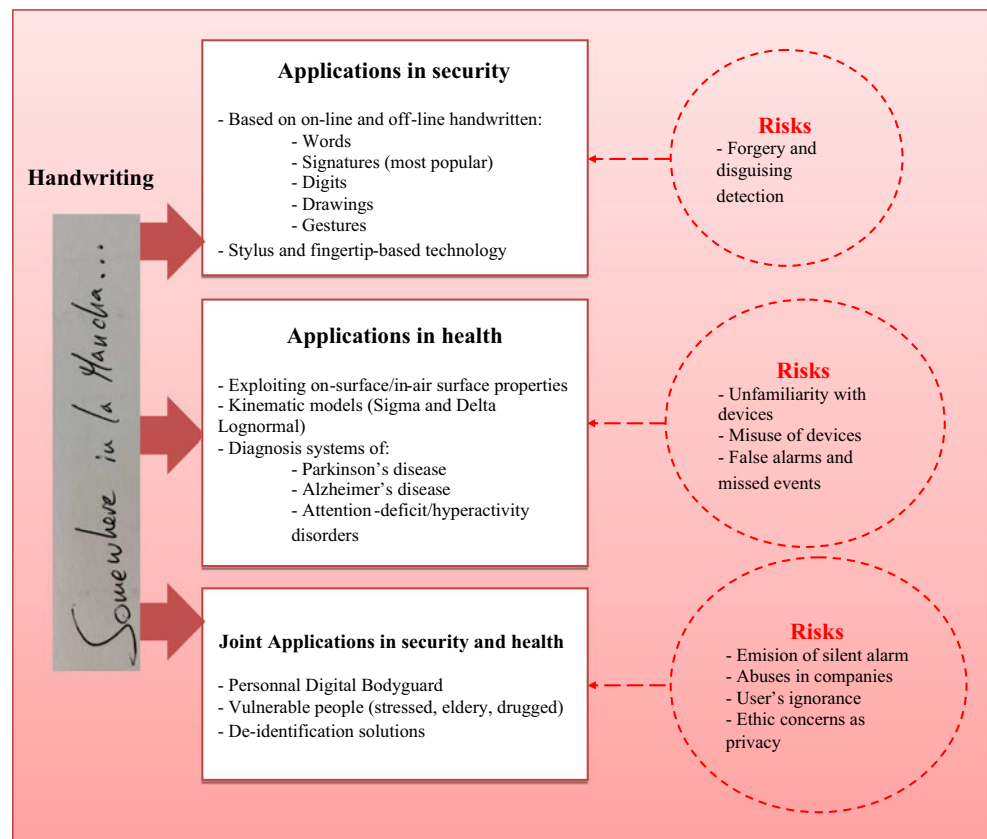 Handwriting
Somewhere in la Mancha...
Applications in security
- Based on on-line and off-line handwritten:
- Words
- Signatures (most popular)
- Digits
- Drawings
- Gestures
- Stylus and fingertip-based technology
Risks
- Forgery and
disguising
detection
Applications in health
- Exploiting on-surface/in-air surface properties
- Kinematic models (Sigma and Delta
Lognormal)
- Diagnosis systems of:
- Parkinson's disease
- Alzheimer's disease
- Attention-deficit/hyperactivity
disorders
Risks
- Unfamiliarity with
devices
- Misuse of devices
- False alarms and
missed events
Joint Applications in security and health
- Personnal Digital Bodyguard
- Vulnerable people (stressed, eldery, drugged)
- De-identification solutions
Risks
- Emision of silent alarm
- Abuses in companies
- User's ignorance
- Ethic concerns as
privacy